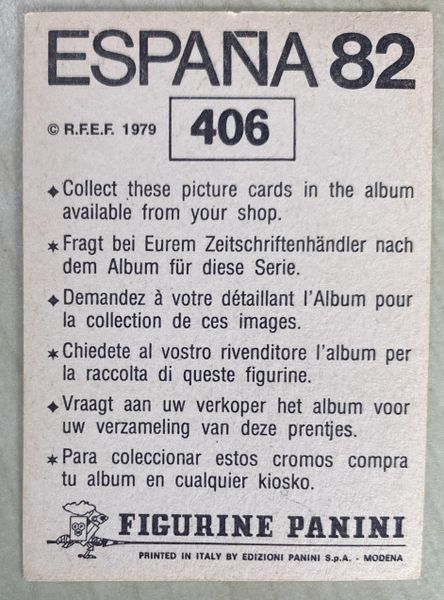 ESPAÑA 82
© R.F.E.F. 1979
406
◆ Collect these picture cards in the album
available from your shop.
✶ Fragt bei Eurem Zeitschriftenhändler nach
dem Album für diese Serie.
◆ Demandez à votre détaillant l'Album pour
la collection de ces images.
✶ Chiedete al vostro rivenditore l'album per
la raccolta di queste figurine.
◆ Vraagt aan uw verkoper het album voor
uw verzameling van deze prentjes.
✶ Para coleccionar estos cromos compra
tu album en cualquier kiosko.
FIGURINE PANINI
PRINTED IN ITALY BY EDIZIONI PANINI S.p.A. - MODENA